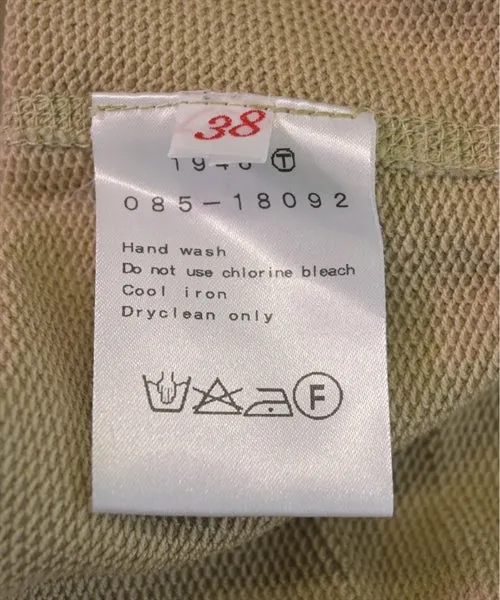 38
Ⓣ
085-18092
Hand wash
Do not use chlorine bleach
Cool iron
Dryclean only
F